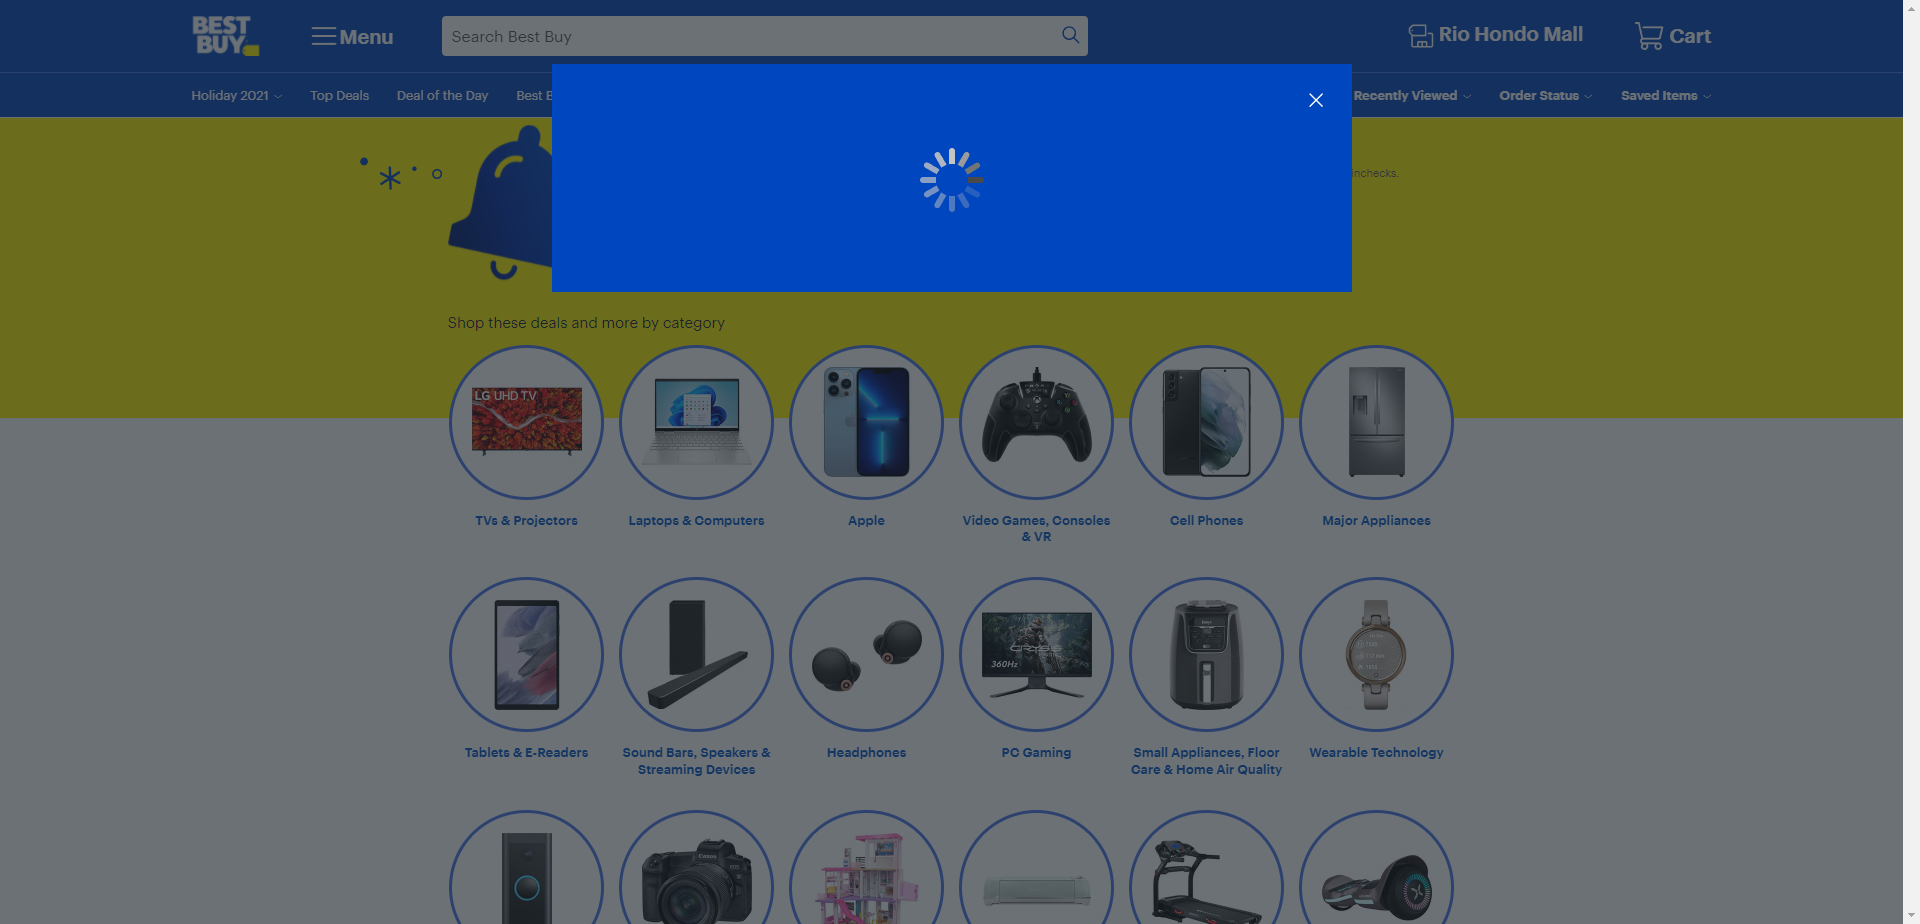 BEST
BUY
Menu
Search Best Buy
Rio Hondo Mall
Cart
Holiday 2021
Top Deals
Deal of the Day
Best B
Recently Viewed
Order Status
Saved Items
inchecks.
Shop these deals and more by category
LG UHD TV
TVs & Projectors
Laptops & Computers
Apple
Video Games, Consoles
& VR
Cell Phones
Major Appliances
CRYSIS
360Hz
Tablets & E-Readers
Sound Bars, Speakers &
Streaming Devices
Headphones
PC Gaming
Small Appliances, Floor
Care & Home Air Quality
Wearable Technology
Canon